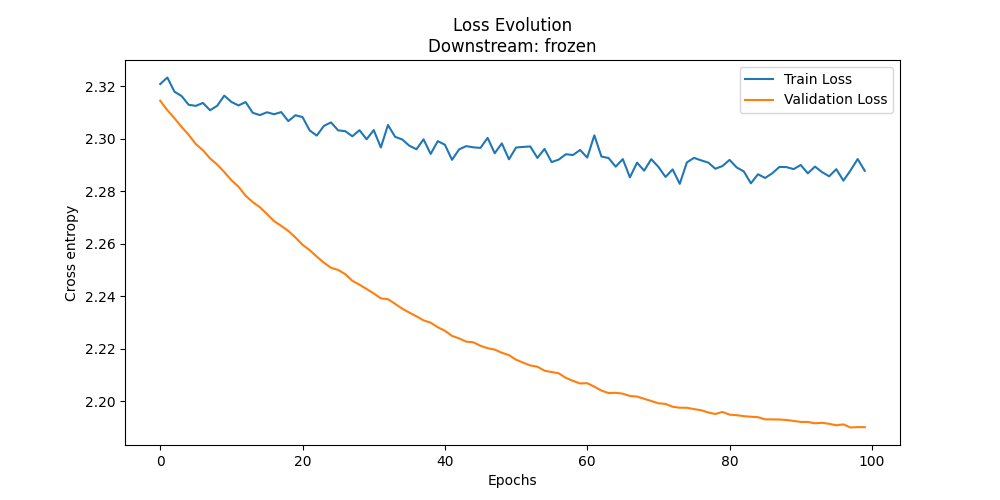 Loss Evolution
Downstream: frozen
Train Loss
Validation Loss
Cross entropy
2.32
2.30
2.28
2.26
2.24
2.22
2.20
0 20 40 60 80 100
Epochs